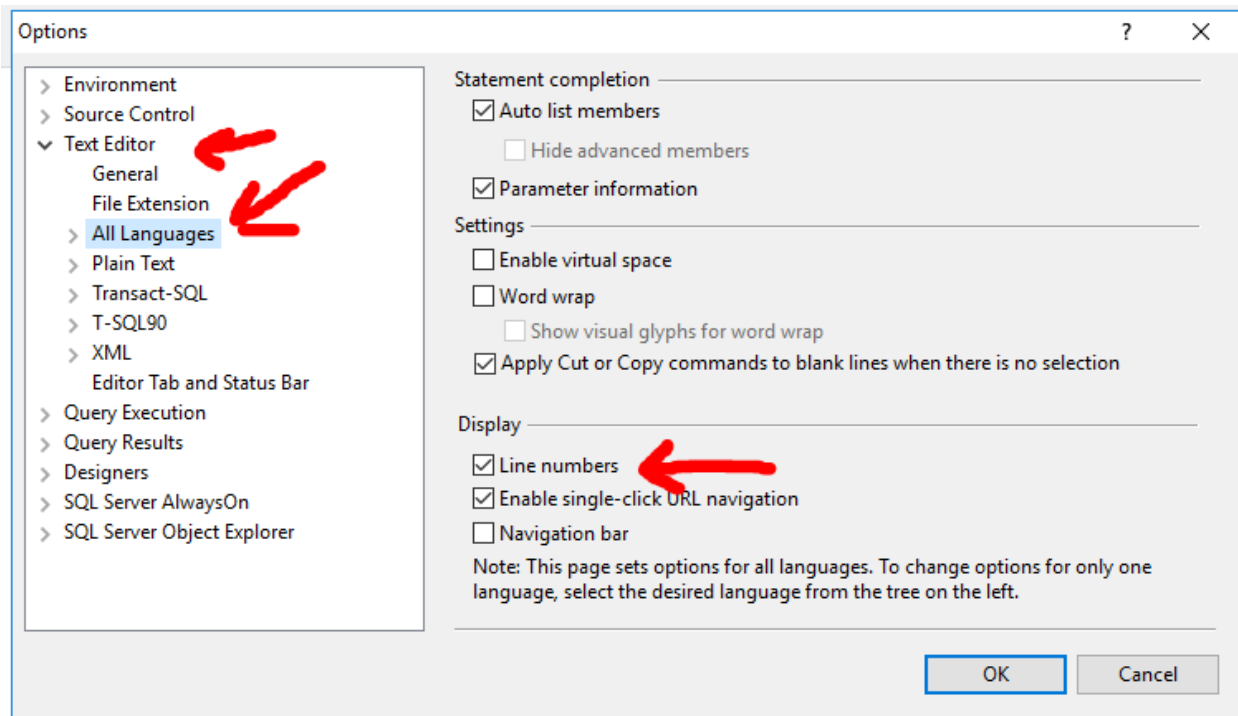 Options
Environment
Source Control
Text Editor
General
File Extension
All Languages
Plain Text
Transact-SQL
T-SQL90
XML
Editor Tab and Status Bar
Query Execution
Query Results
Designers
SQL Server AlwaysOn
SQL Server Object Explorer
Statement completion
Auto list members
Hide advanced members
Parameter information
Settings
Enable virtual space
Word wrap
Show visual glyphs for word wrap
Apply Cut or Copy commands to blank lines when there is no selection
Display
Line numbers
Enable single-click URL navigation
Navigation bar
Note: This page sets options for all languages. To change options for only one
language, select the desired language from the tree on the left.
OK
Cancel